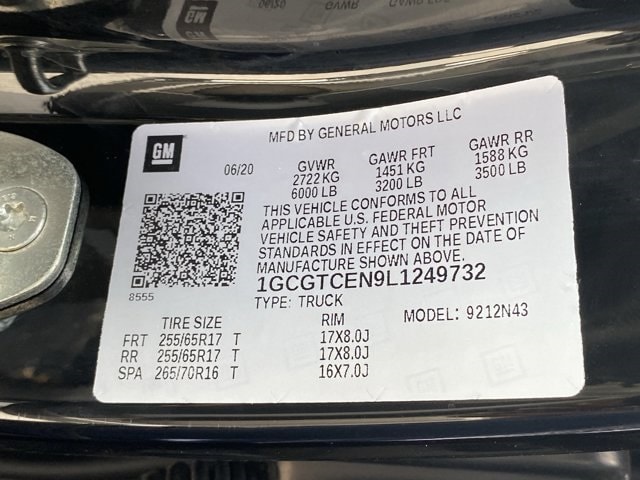 GM
MFD BY GENERAL MOTORS LLC
06/20 GVWR GAWR FRT GAWR RR
2722 KG 1451 KG 1588 KG
6000 LB 3200 LB 3500 LB
THIS VEHICLE CONFORMS TO ALL
APPLICABLE U.S. FEDERAL MOTOR
VEHICLE SAFETY AND THEFT PREVENTION
STANDARDS IN EFFECT ON THE DATE OF
MANUFACTURE SHOWN ABOVE.
8555 1GCGTCEN9L1249732
TYPE: TRUCK MODEL: 9212N43
TIRE SIZE RIM
FRT 255/65R17 T 17X8.0J
RR 255/65R17 T 17X8.0J
SPA 265/70R16 T 16X7.0J